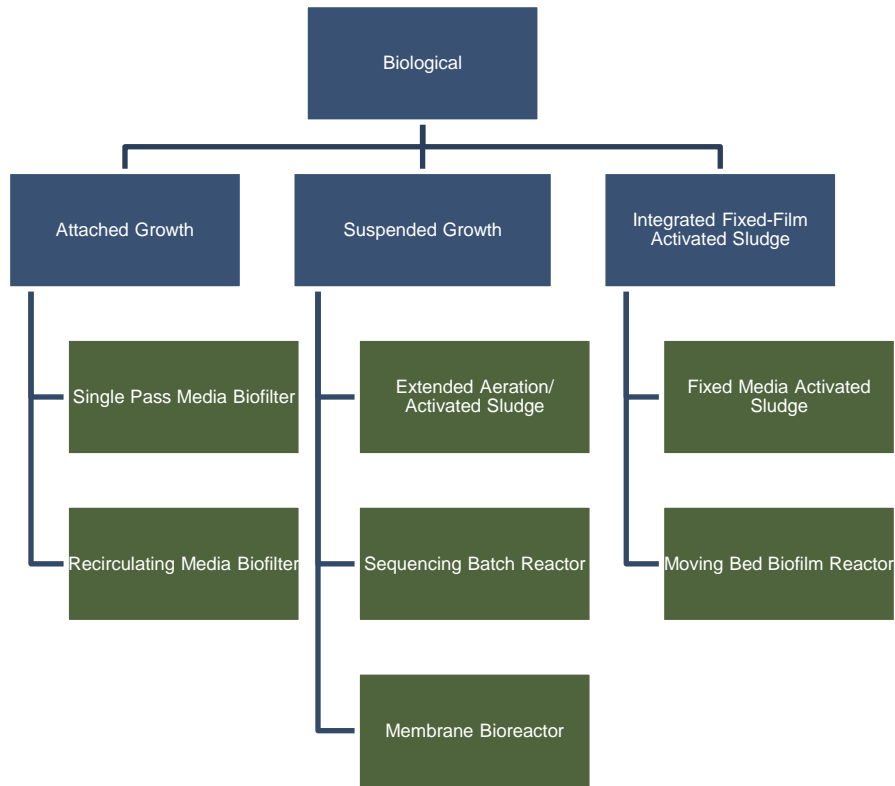 Biological
Attached Growth
Suspended Growth
Integrated Fixed-Film
Activated Sludge
Single Pass Media Biofilter
Extended Aeration/
Activated Sludge
Fixed Media Activated
Sludge
Recirculating Media Biofilter
Sequencing Batch Reactor
Moving Bed Biofilm Reactor
Membrane Bioreactor